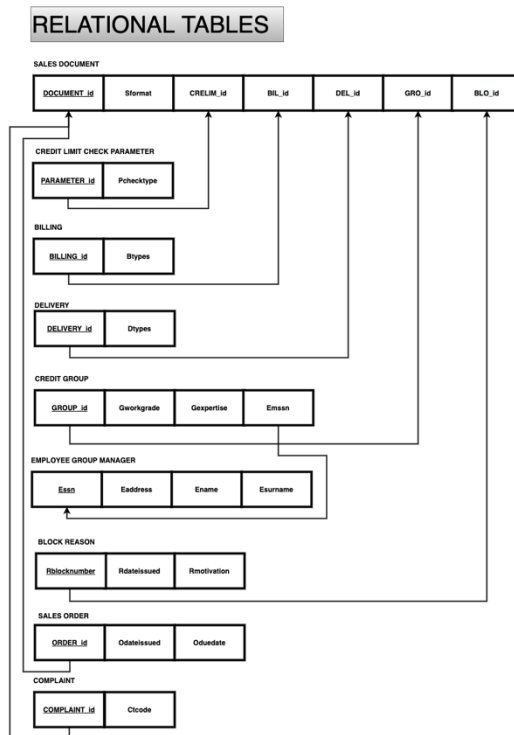 RELATIONAL TABLES
SALES DOCUMENT
DOCUMENT_id Sformat CRELIM_id BIL_id DEL_id GRO_id BLO_id
CREDIT LIMIT CHECK PARAMETER
PARAMETER_id Pchecktype
BILLING
BILLING_id Btypes
DELIVERY
DELIVERY_id Dtypes
CREDIT GROUP
GROUP_id Gworkgrade Gexpertise Emssn
EMPLOYEE GROUP MANAGER
Essn Eaddress Ename Esurname
BLOCK REASON
Rblocknumber Rdateissued Rmotivation
SALES ORDER
ORDER_id Odateissued Oduedate
COMPLAINT
COMPLAINT_id Ctcode